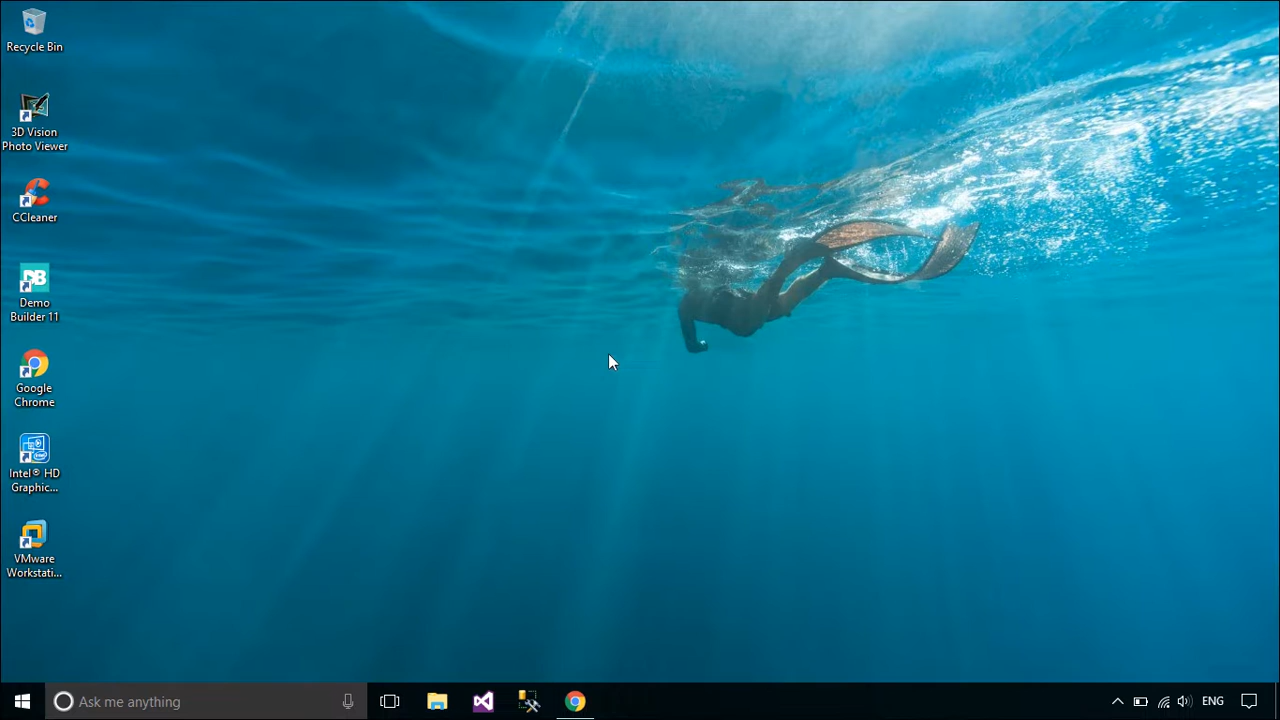 Recycle Bin
3D Vision
Photo Viewer
CCleaner
DB
Demo
Builder 11
Google
Chrome
Intel® HD
Graphic...
VMware
Workstati...
Ask me anything
ENG